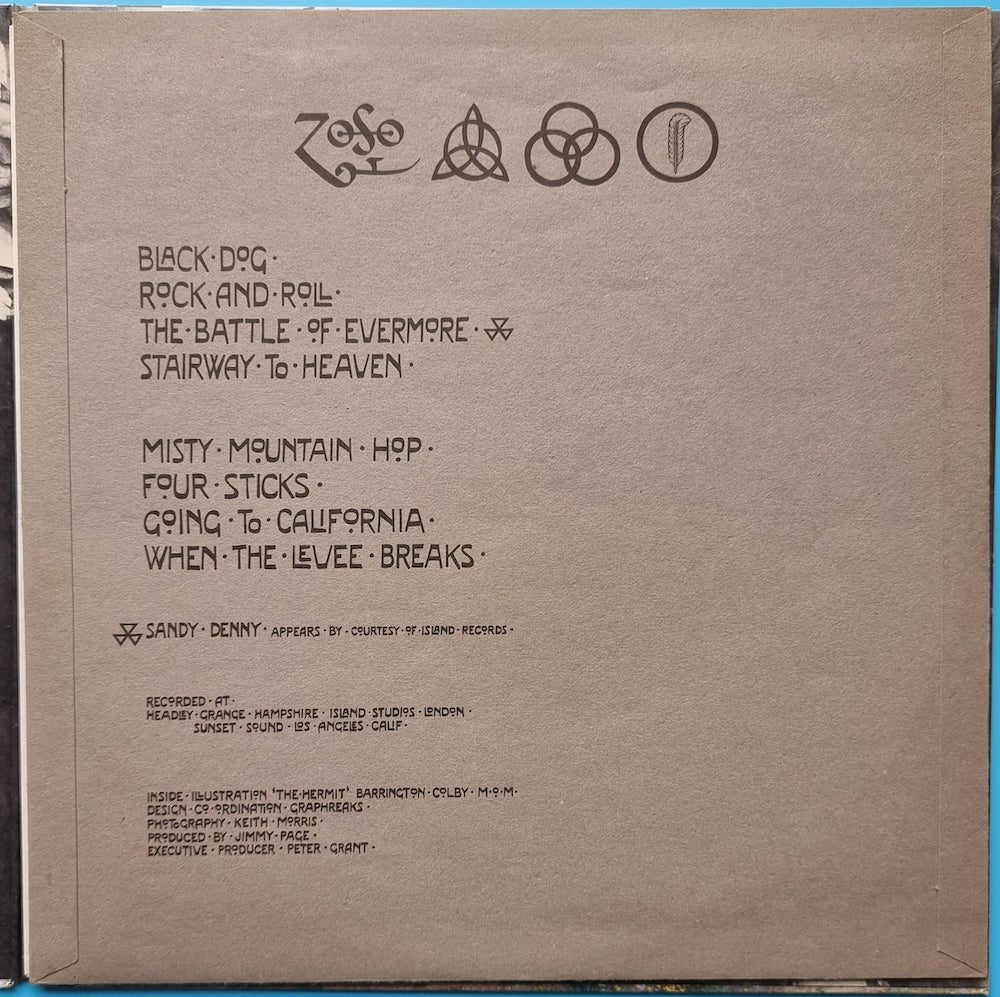 ZOSO
BLACK·DOG·
ROCK·AND·ROLL·
THE·BATTLE·OF·EVERMORE·
STAIRWAY·TO·HEAVEN·
MISTY·MOUNTAIN·HOP·
FOUR·STICKS·
GOING·TO·CALIFORNIA·
WHEN·THE·LEVEE·BREAKS·
SANDY·DENNY·APPEARS·BY·COURTESY·OF·ISLAND·RECORDS·
RECORDED·AT·
HEADLEY·GRANGE·HAMPSHIRE·ISLAND·STUDIOS·LONDON·
SUNSET·SOUND·LOS·ANGELES·CALIF·
INSIDE·ILLUSTRATION 'THE·HERMIT' BARRINGTON·COLBY·M·O·M·
DESIGN·CO·ORDINATION·GRAPHREAKS·
PHOTOGRAPHY·KEITH·MORRIS·
PRODUCED·BY·JIMMY·PAGE·
EXECUTIVE·PRODUCER·PETER·GRANT·